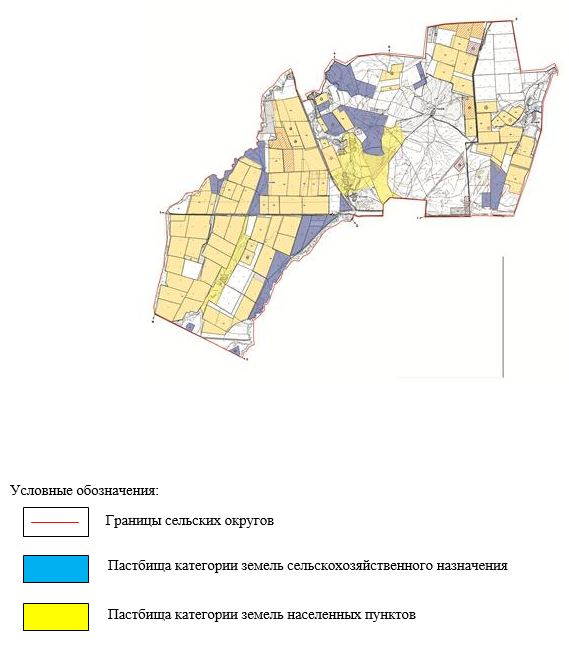 Условные обозначения:
Границы сельских округов
Пастбища категории земель сельскохозяйственного назначения
Пастбища категории земель населенных пунктов